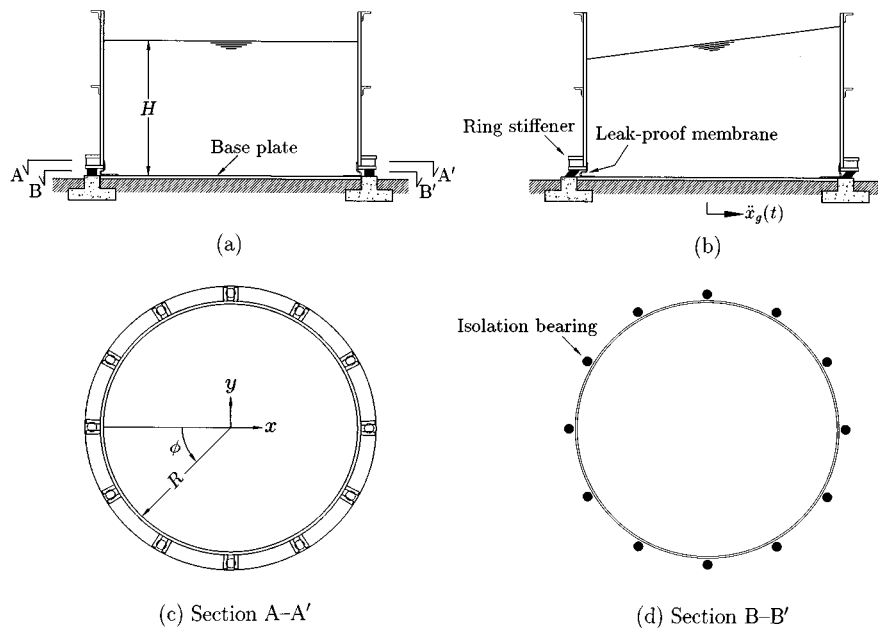 H
Base plate
A
B
A′
B′
(a)
Ring stiffener
Leak-proof membrane
ẍg(t)
(b)
y
x
ϕ
R
(c) Section A–A′
Isolation bearing
(d) Section B–B′